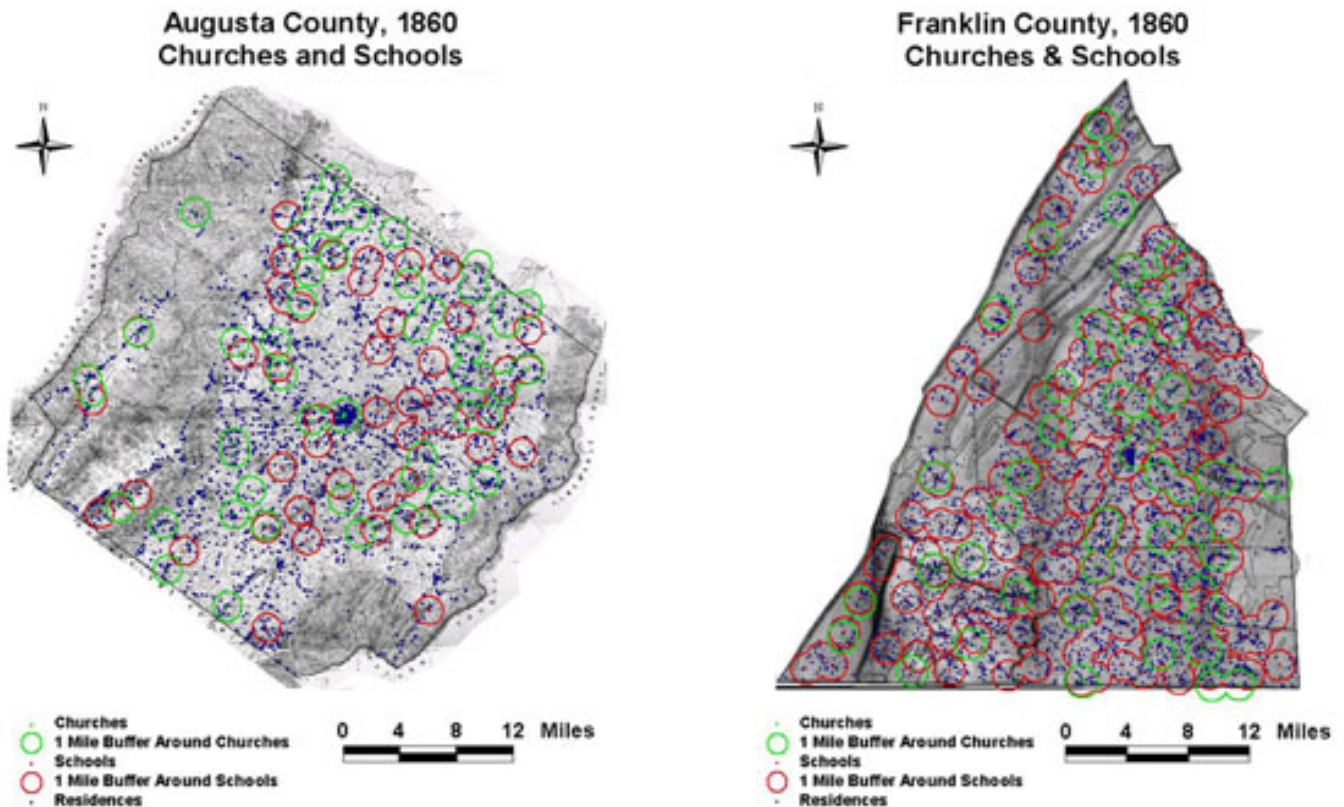 Augusta County, 1860
Churches and Schools
N
Churches
1 Mile Buffer Around Churches
Schools
1 Mile Buffer Around Schools
Residences
0 4 8 12 Miles
Franklin County, 1860
Churches & Schools
N
Churches
1 Mile Buffer Around Churches
Schools
1 Mile Buffer Around Schools
Residences
0 4 8 12 Miles